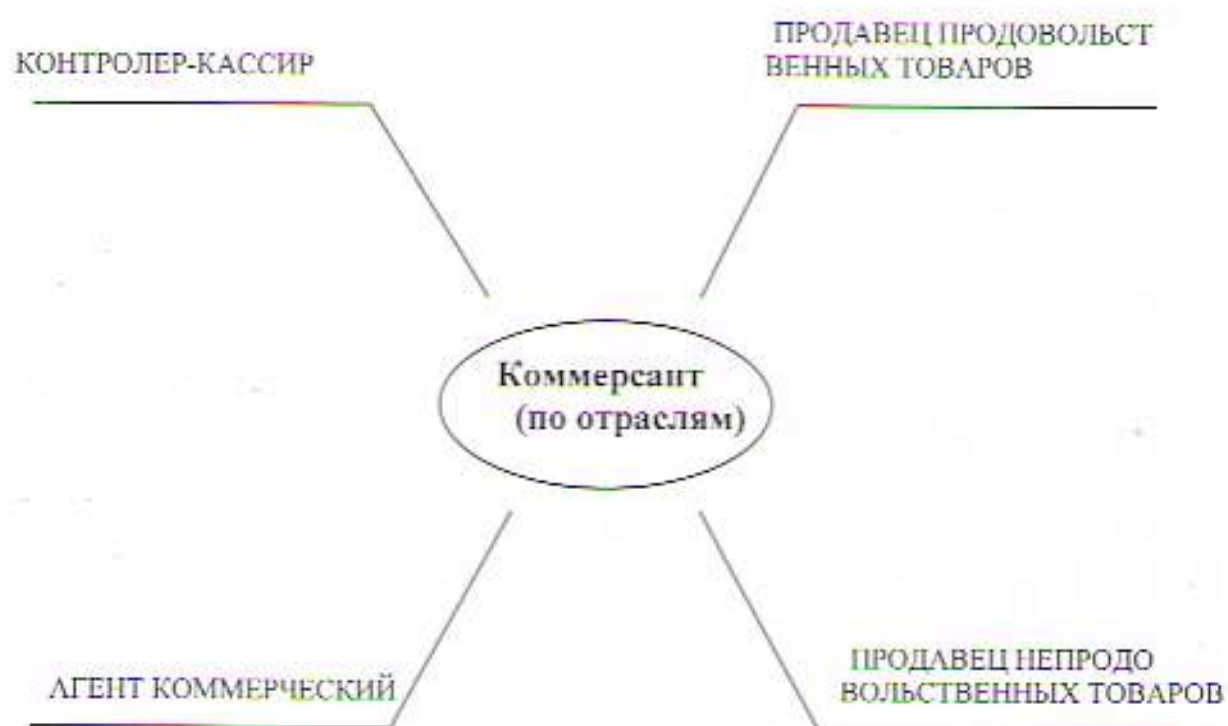 КОНТРОЛЕР-КАССИР
ПРОДАВЕЦ ПРОДОВОЛЬСТ
ВЕННЫХ ТОВАРОВ
Коммерсант
(по отраслям)
АГЕНТ КОММЕРЧЕСКИЙ
ПРОДАВЕЦ НЕПРОДО
ВОЛЬСТВЕННЫХ ТОВАРОВ